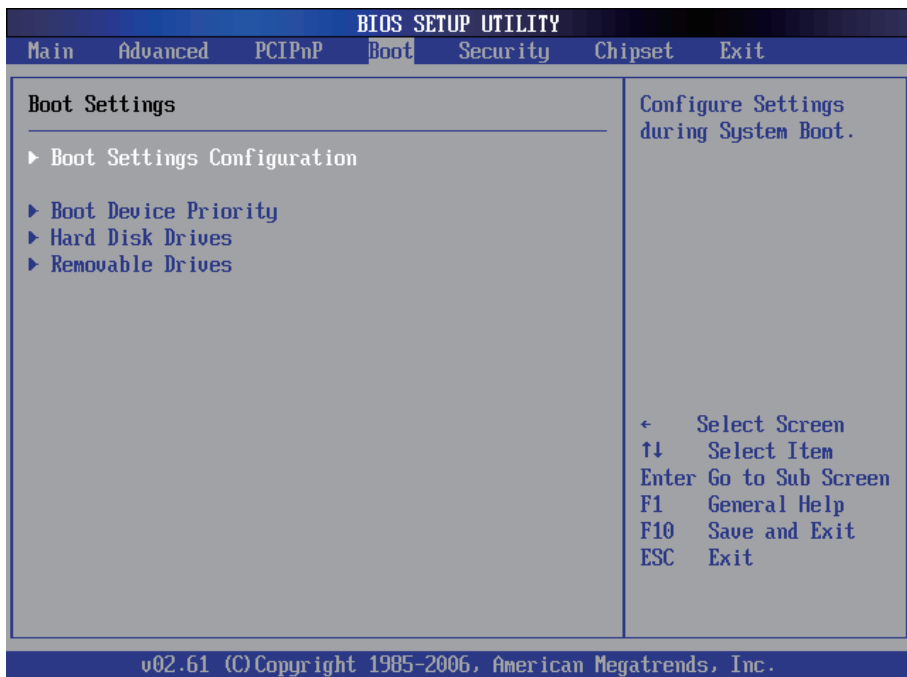 BIOS SETUP UTILITY
Main Advanced PCIPnP Boot Security Chipset Exit
Boot Settings
▶ Boot Settings Configuration
▶ Boot Device Priority
▶ Hard Disk Drives
▶ Removable Drives
Configure Settings
during System Boot.
← Select Screen
↑↓ Select Item
Enter Go to Sub Screen
F1 General Help
F10 Save and Exit
ESC Exit
v02.61 (C)Copyright 1985-2006, American Megatrends, Inc.